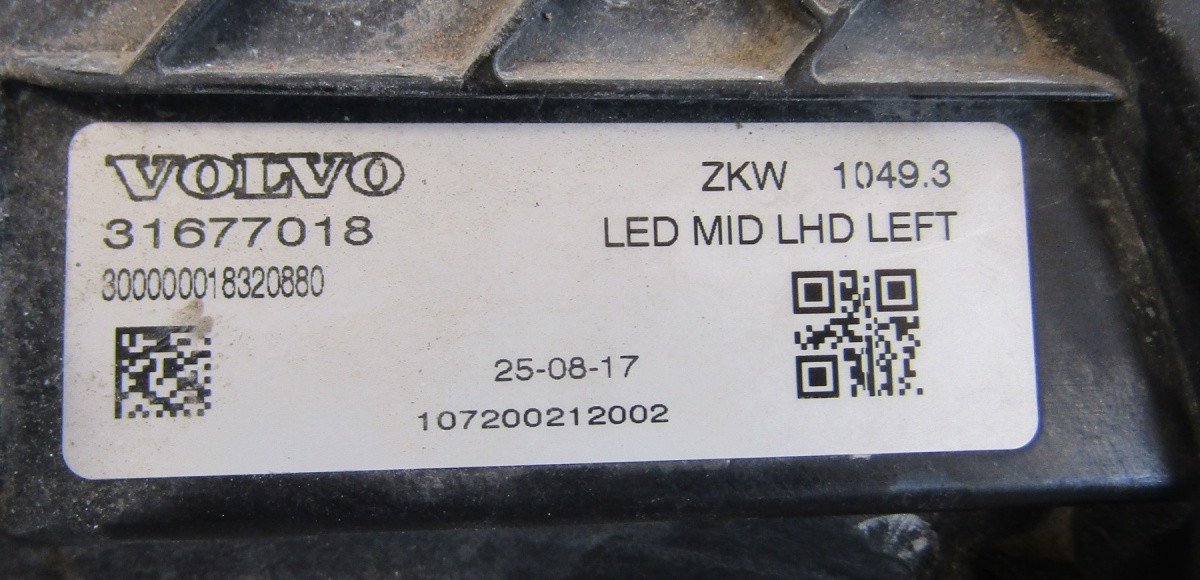 VOLVO
31677018
300000018320880
ZKW 1049.3
LED MID LHD LEFT
25-08-17
107200212002